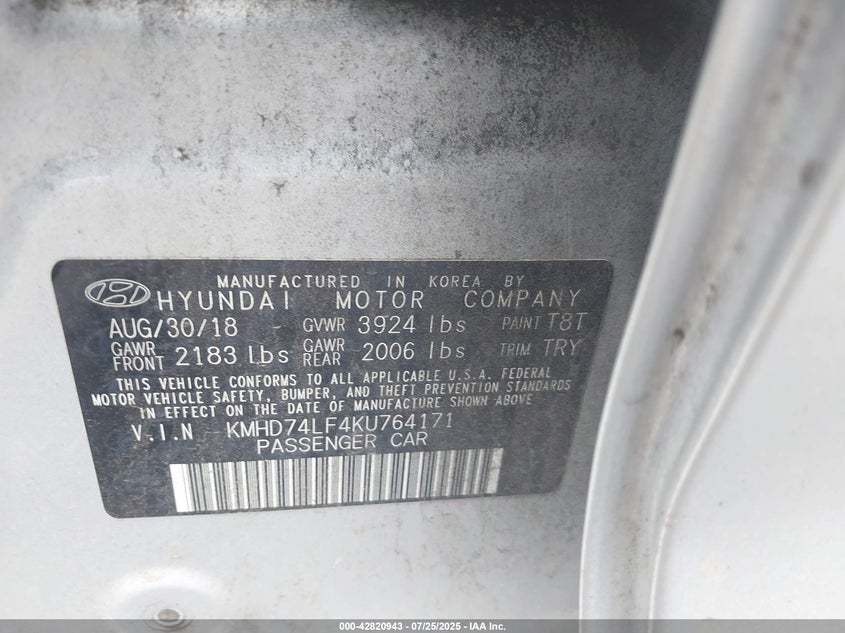 MANUFACTURED IN KOREA BY
HYUNDAI MOTOR COMPANY
AUG/30/18 GVWR 3924 lbs PAINT T8T
GAWR FRONT 2183 lbs GAWR REAR 2006 lbs TRIM TRY
THIS VEHICLE CONFORMS TO ALL APPLICABLE U.S.A. FEDERAL
MOTOR VEHICLE SAFETY, BUMPER, AND THEFT PREVENTION STANDARDS
IN EFFECT ON THE DATE OF MANUFACTURE SHOWN ABOVE
V.I.N KMHD74LF4KU764171
PASSENGER CAR
000-42820943 - 07/25/2025 - IAA Inc.